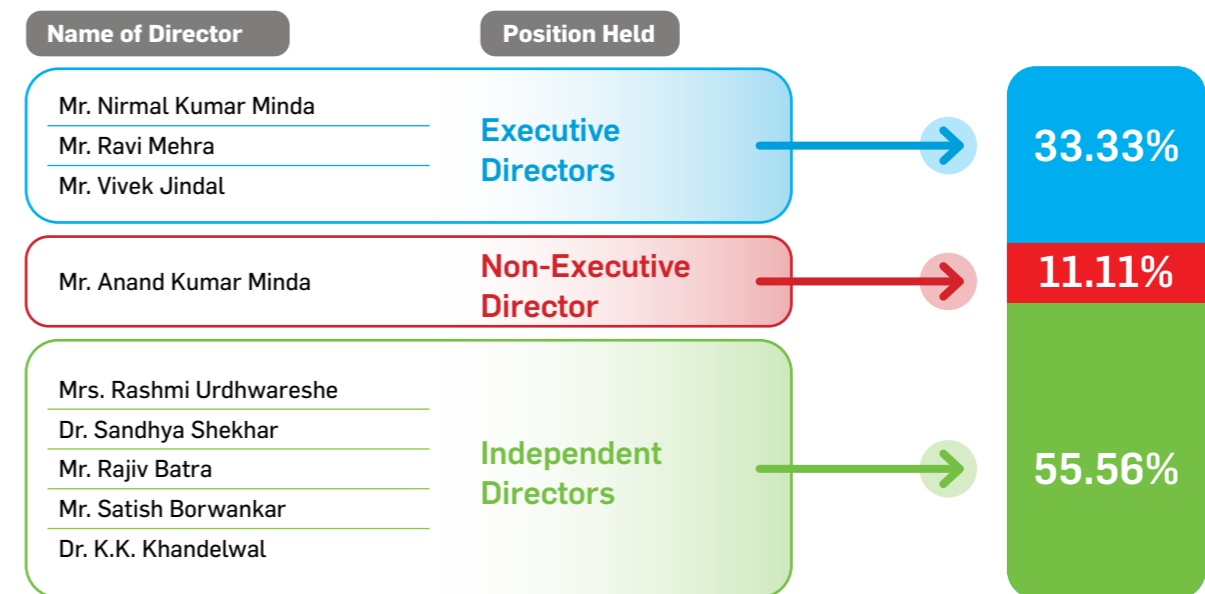 Name of Director
Position Held
Mr. Nirmal Kumar Minda
Mr. Ravi Mehra
Mr. Vivek Jindal
Executive
Directors
33.33%
Mr. Anand Kumar Minda
Non-Executive
Director
11.11%
Mrs. Rashmi Urdhwareshe
Dr. Sandhya Shekhar
Mr. Rajiv Batra
Mr. Satish Borwankar
Dr. K.K. Khandelwal
Independent
Directors
55.56%